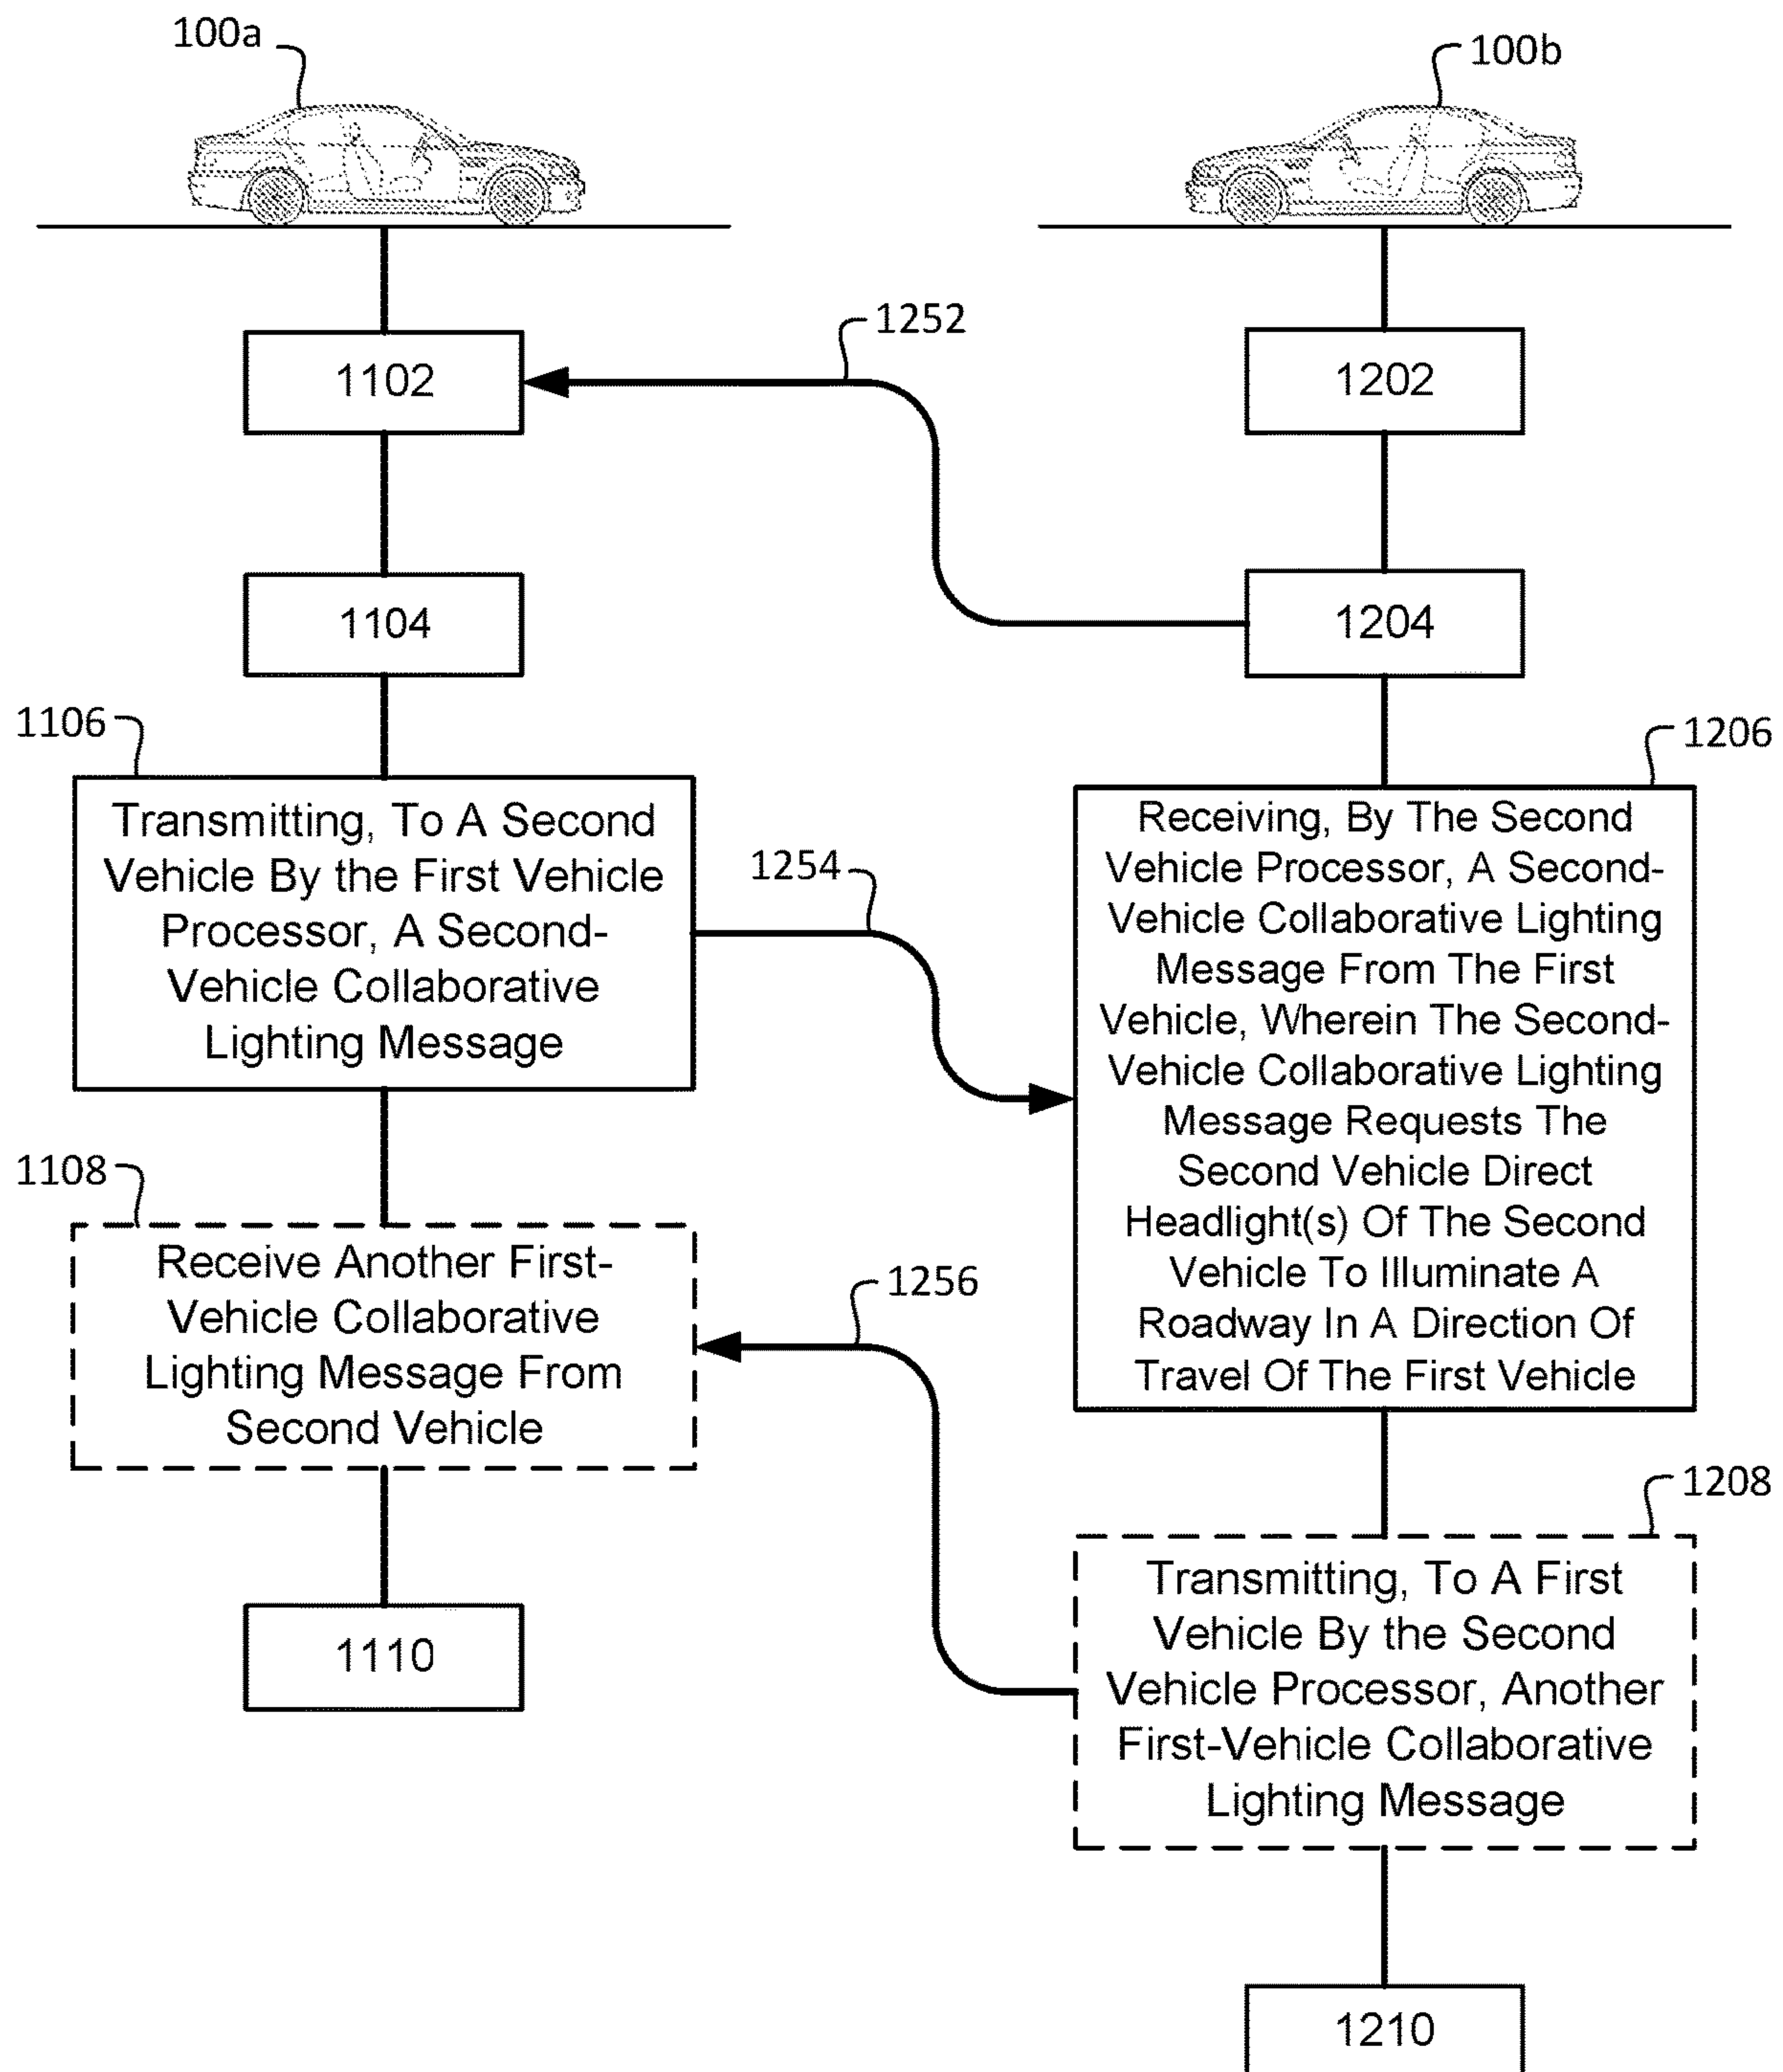 100a
100b
1252
1102
1202
1104
1204
1106
1206
Transmitting, To A Second
Vehicle By the First Vehicle
Processor, A Second-
Vehicle Collaborative
Lighting Message
1254
Receiving, By The Second
Vehicle Processor, A Second-
Vehicle Collaborative Lighting
Message From The First
Vehicle, Wherein The Second-
Vehicle Collaborative Lighting
Message Requests The
Second Vehicle Direct
Headlight(s) Of The Second
Vehicle To Illuminate A
Roadway In A Direction Of
Travel Of The First Vehicle
1108
Receive Another First-
Vehicle Collaborative
Lighting Message From
Second Vehicle
1256
1208
Transmitting, To A First
Vehicle By the Second
Vehicle Processor, Another
First-Vehicle Collaborative
Lighting Message
1110
1210